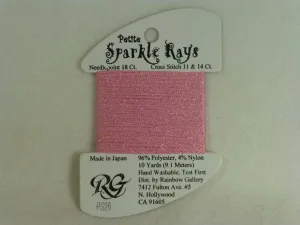 Petite
Sparkle Rays
Needlepoint 18 Ct. Cross Stitch 11 & 14 Ct.
Made in Japan
RG
96% Polyester, 4% Nylon
10 Yards (9.1 Meters)
Hand Washable, Test First
Dist. by Rainbow Gallery
7412 Fulton Ave. #5
N. Hollywood
CA 91605